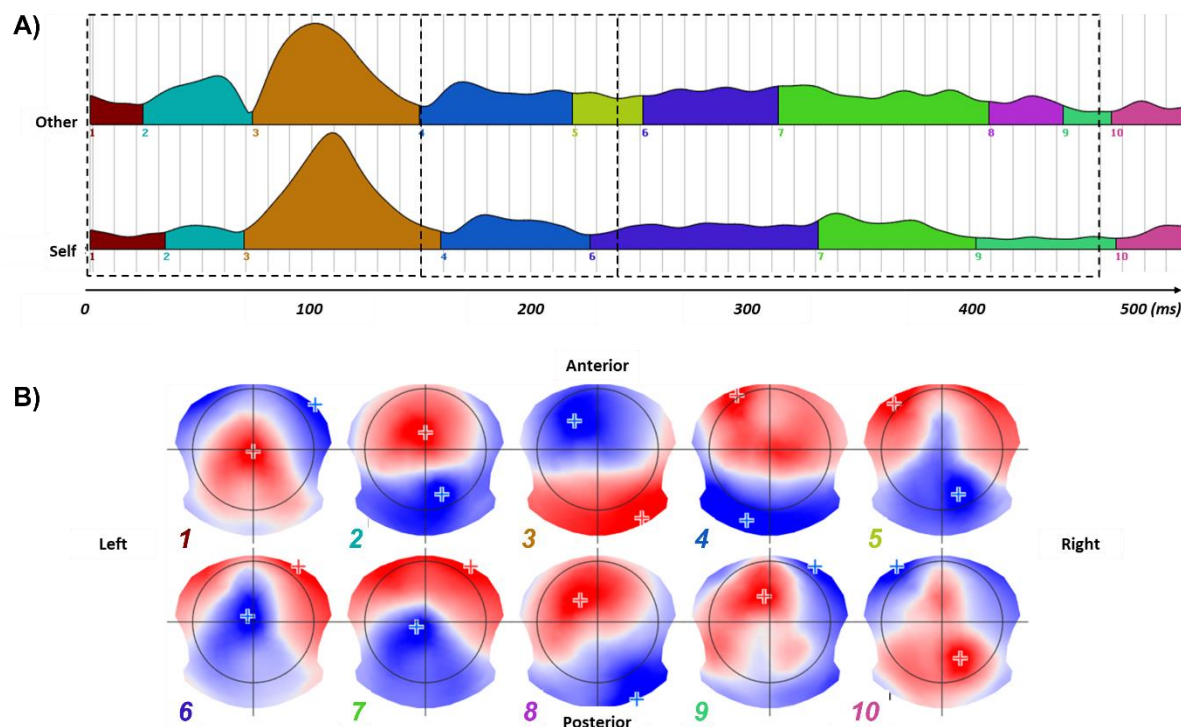 A)
Other
1 2 3 4 5 6 7 8 9 10
Self
1 2 3 4 6 7 9 10
0 100 200 300 400 500 (ms)
B)
Anterior
Left
Right
1 2 3 4 5
6 7 8 9 10
Posterior